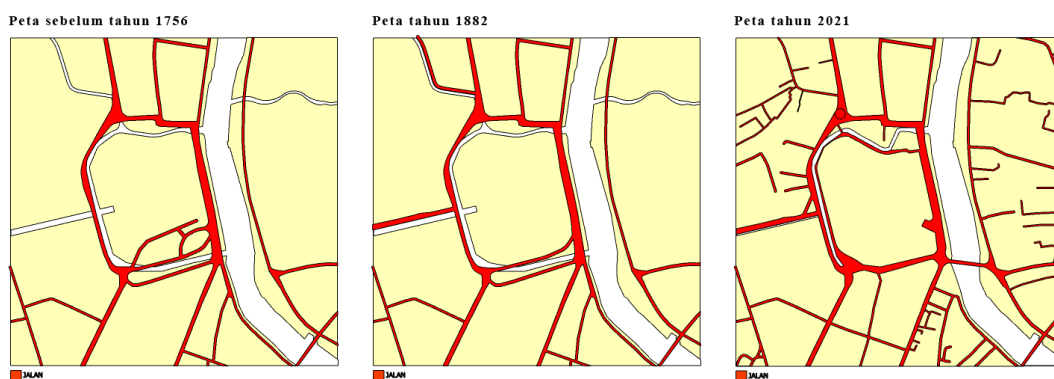 Peta sebelum tahun 1756
Peta tahun 1882
Peta tahun 2021
JALAN
JALAN
JALAN